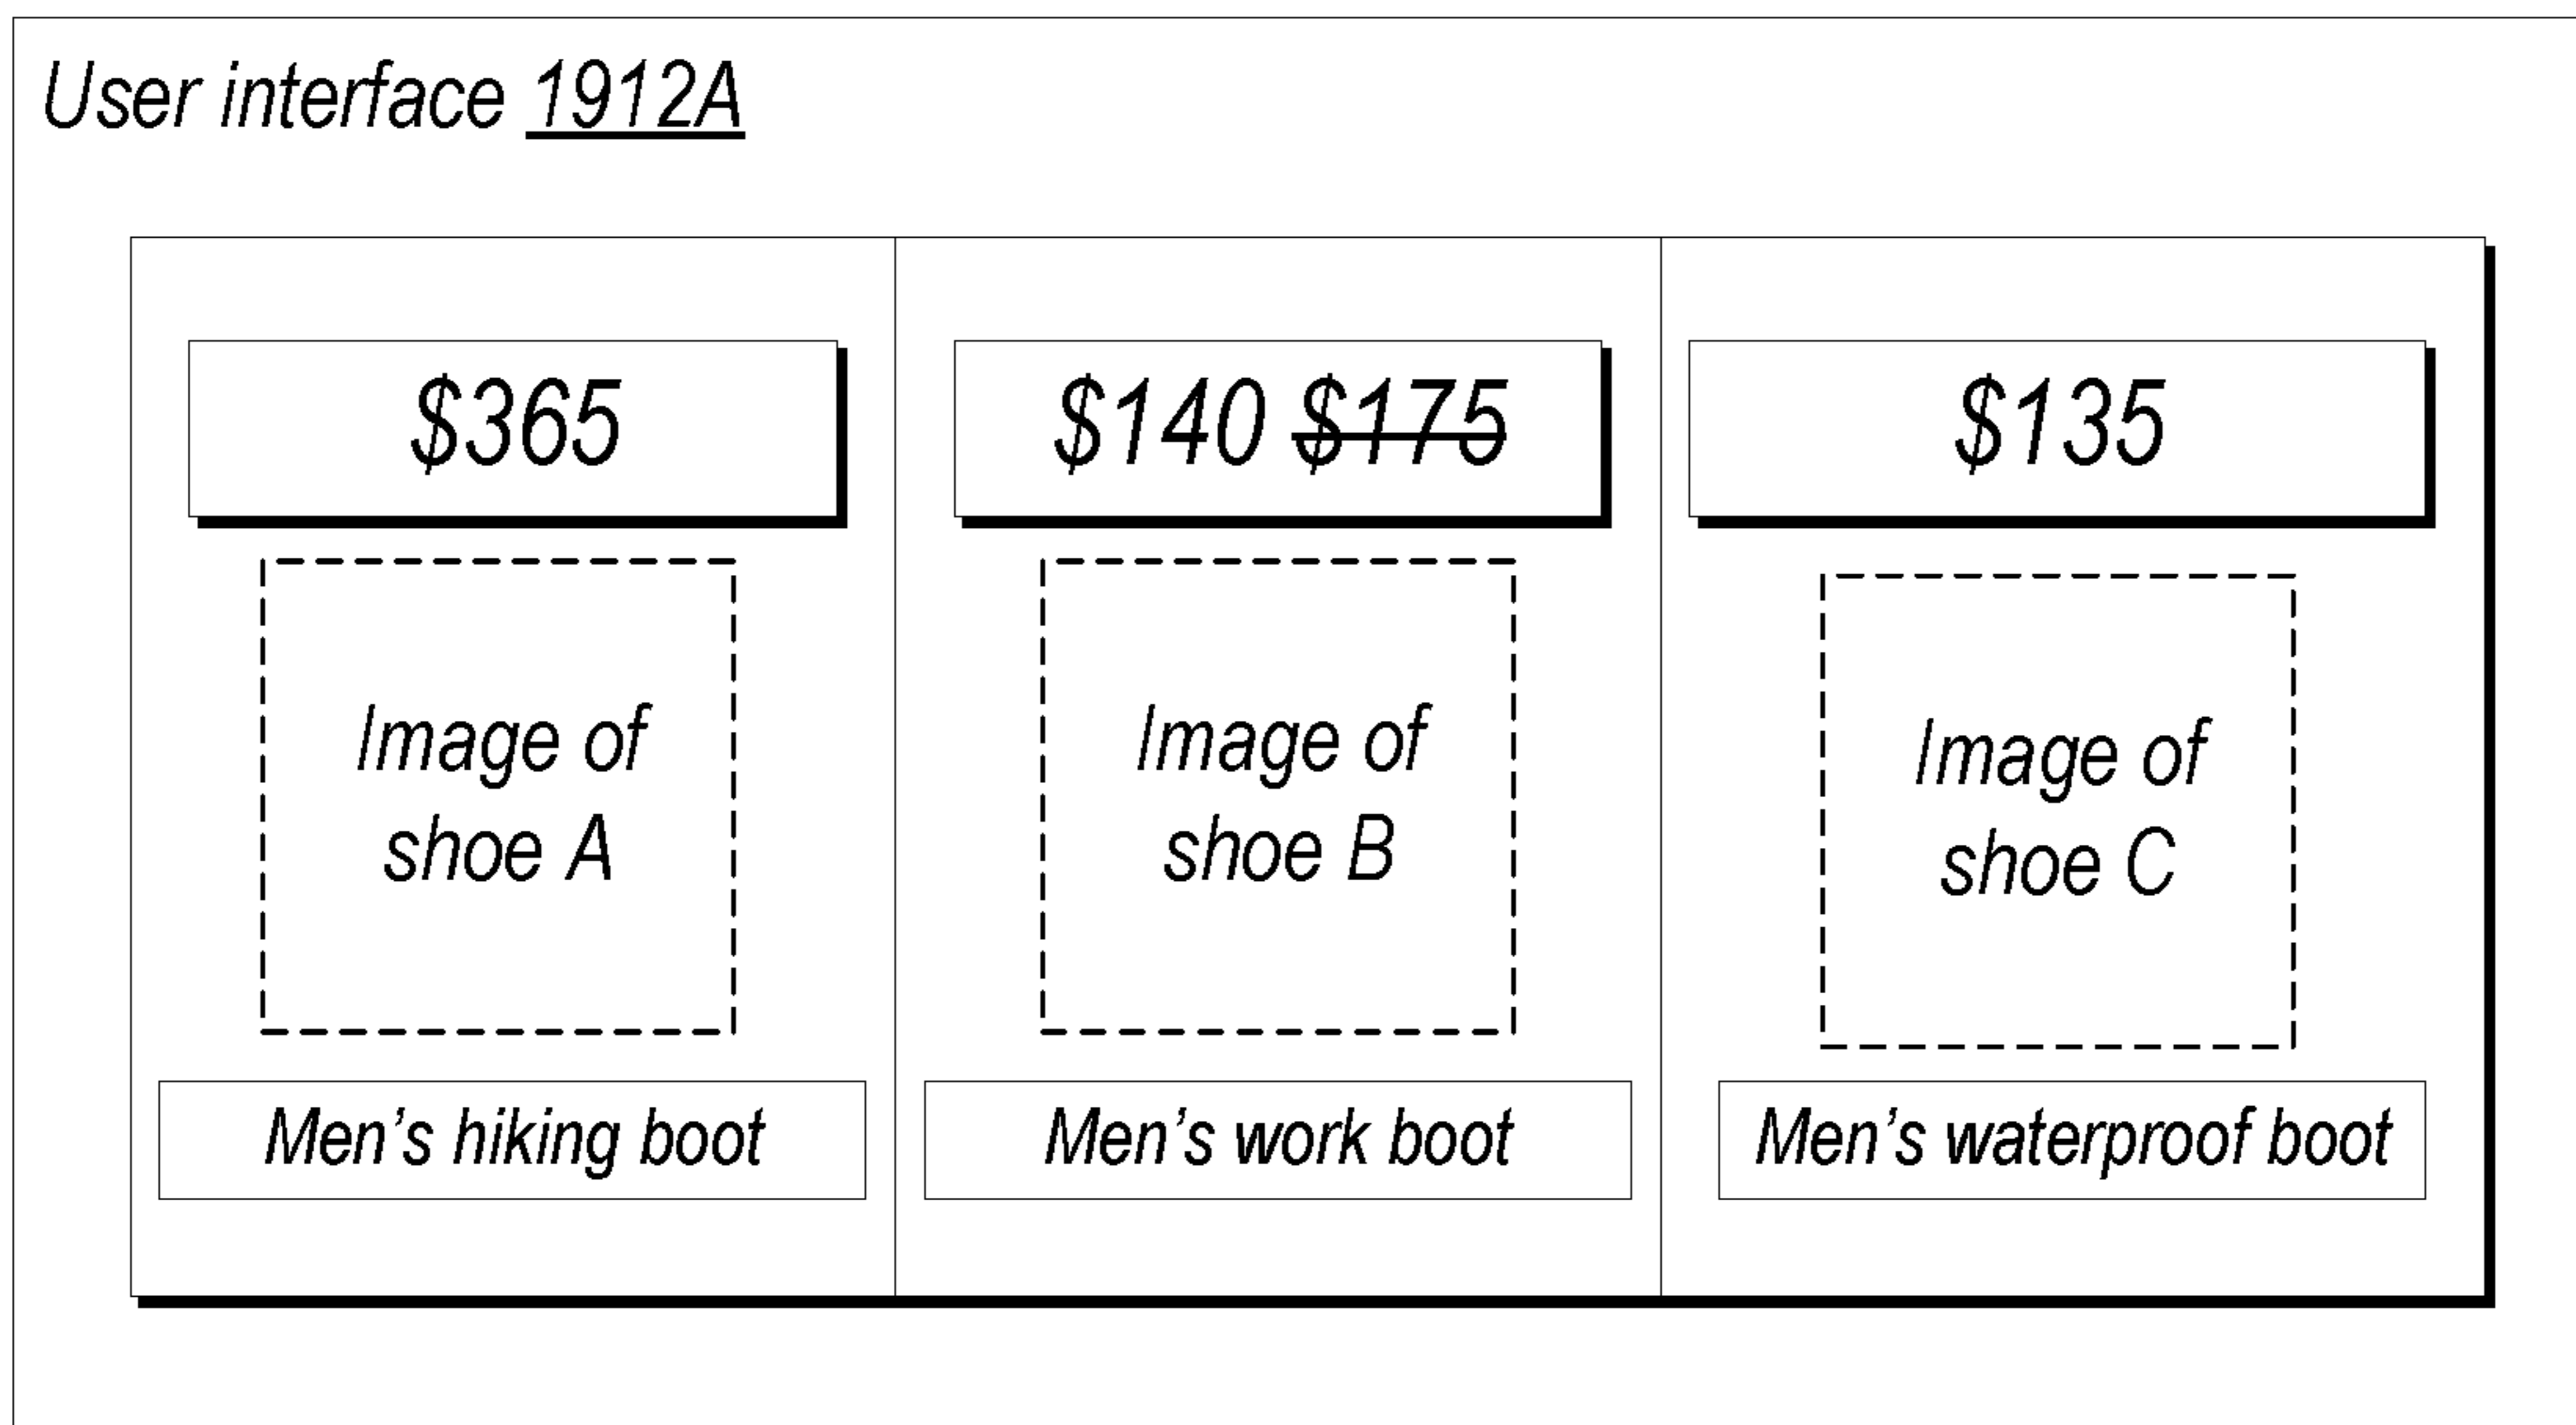 User interface 1912A
$365
$140 $175
$135
Image of
shoe A
Image of
shoe B
Image of
shoe C
Men’s hiking boot
Men’s work boot
Men’s waterproof boot